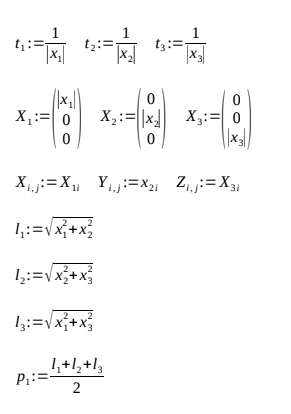 t₁:=1/|x₁| t₂:=1/|x₂| t₃:=1/|x₃|
X₁:=(|x₁| 0 0) X₂:=(0 |x₂| 0) X₃:=(0 0 |x₃|)
X_{i,j}:=X_{1i} Y_{i,j}:=x_{2i} Z_{i,j}:=X_{3i}
l₁:=√(x₁²+x₂²)
l₂:=√(x₂²+x₃²)
l₃:=√(x₁²+x₃²)
p₁:=(l₁+l₂+l₃)/2